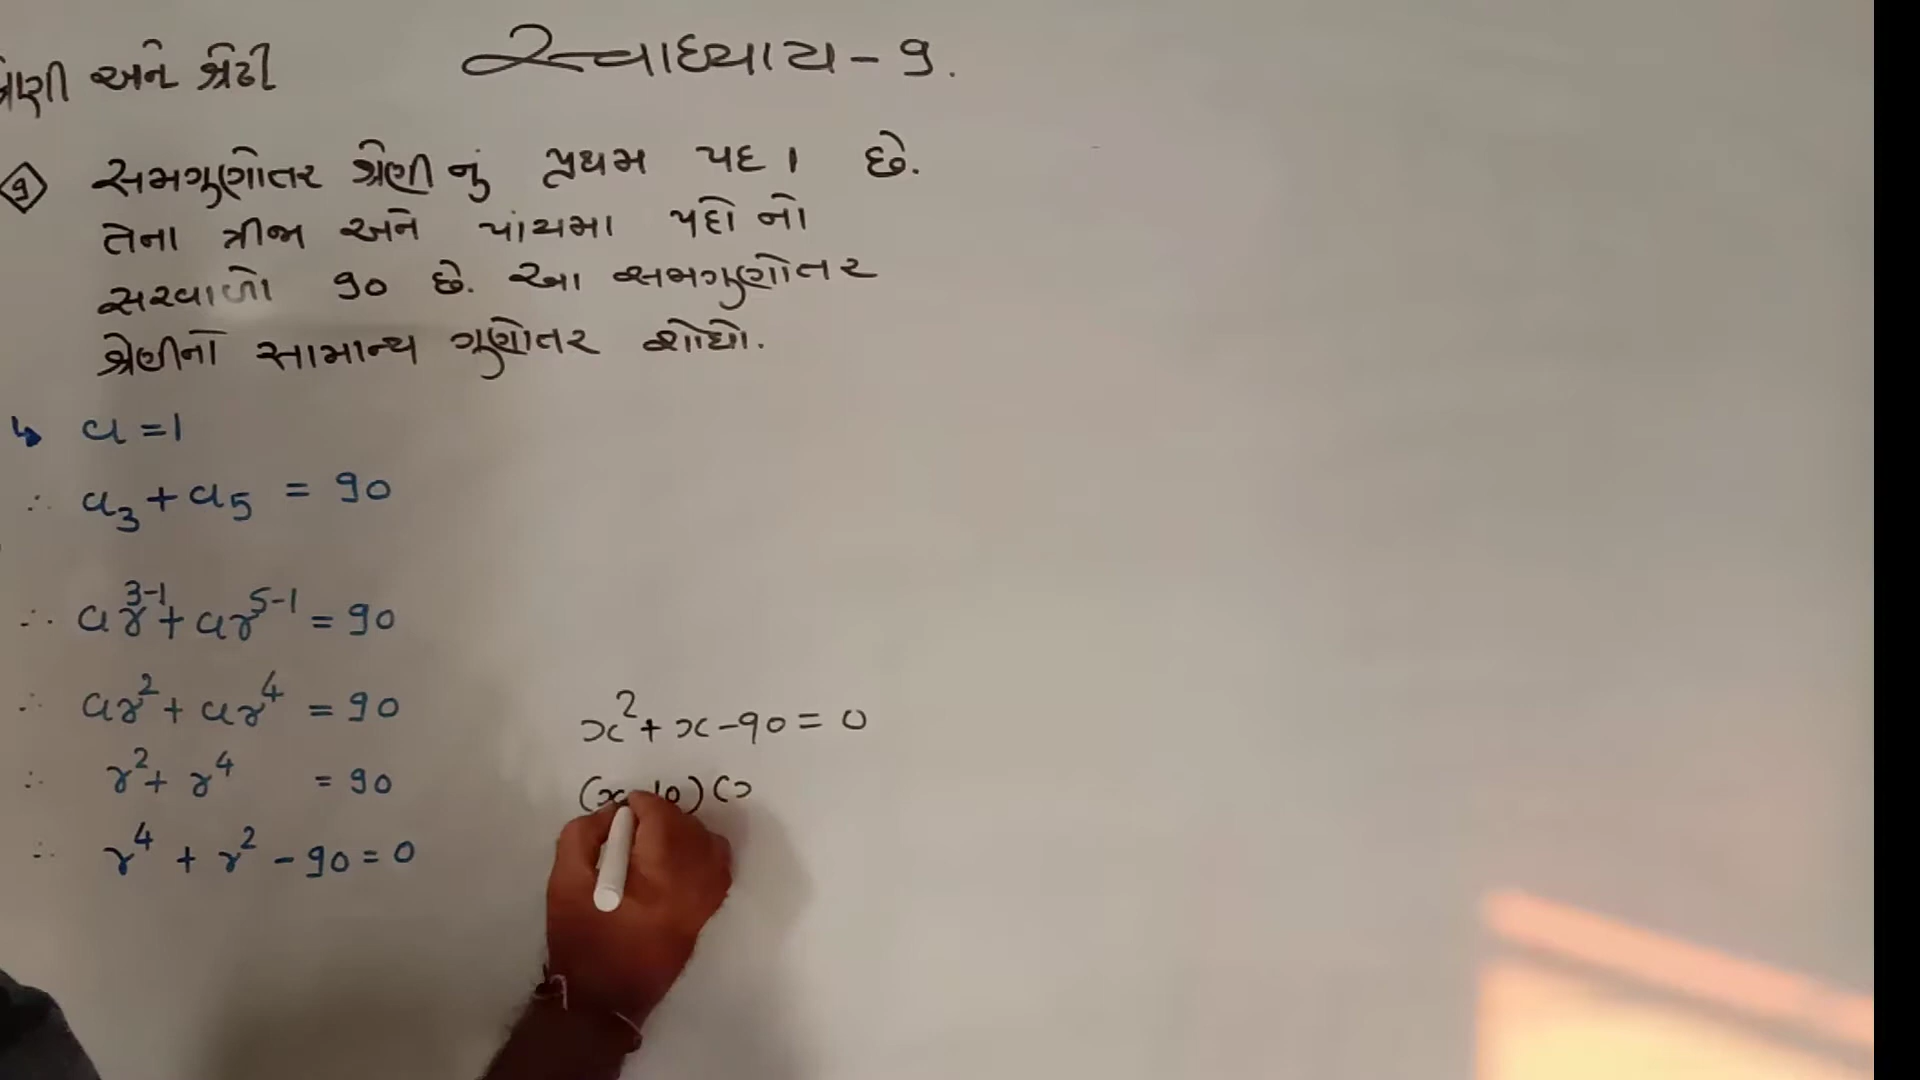 શ્રેણી અને શ્રેઢી
સ્વાધ્યાય - 9.
9 સમગુણોતર શ્રેણીનું પ્રથમ પદ 1 છે.
તેના ત્રીજા અને પાંચમા પદો નો
સરવાળો 90 છે. આ સમગુણોતર
શ્રેણીનો સામાન્ય ગુણોતર શોધો.
↳ a = 1
∴ a₃ + a₅ = 90
∴ ar³⁻¹ + ar⁵⁻¹ = 90
∴ ar² + ar⁴ = 90
∴ r² + r⁴ = 90
∴ r⁴ + r² - 90 = 0
x² + x - 90 = 0